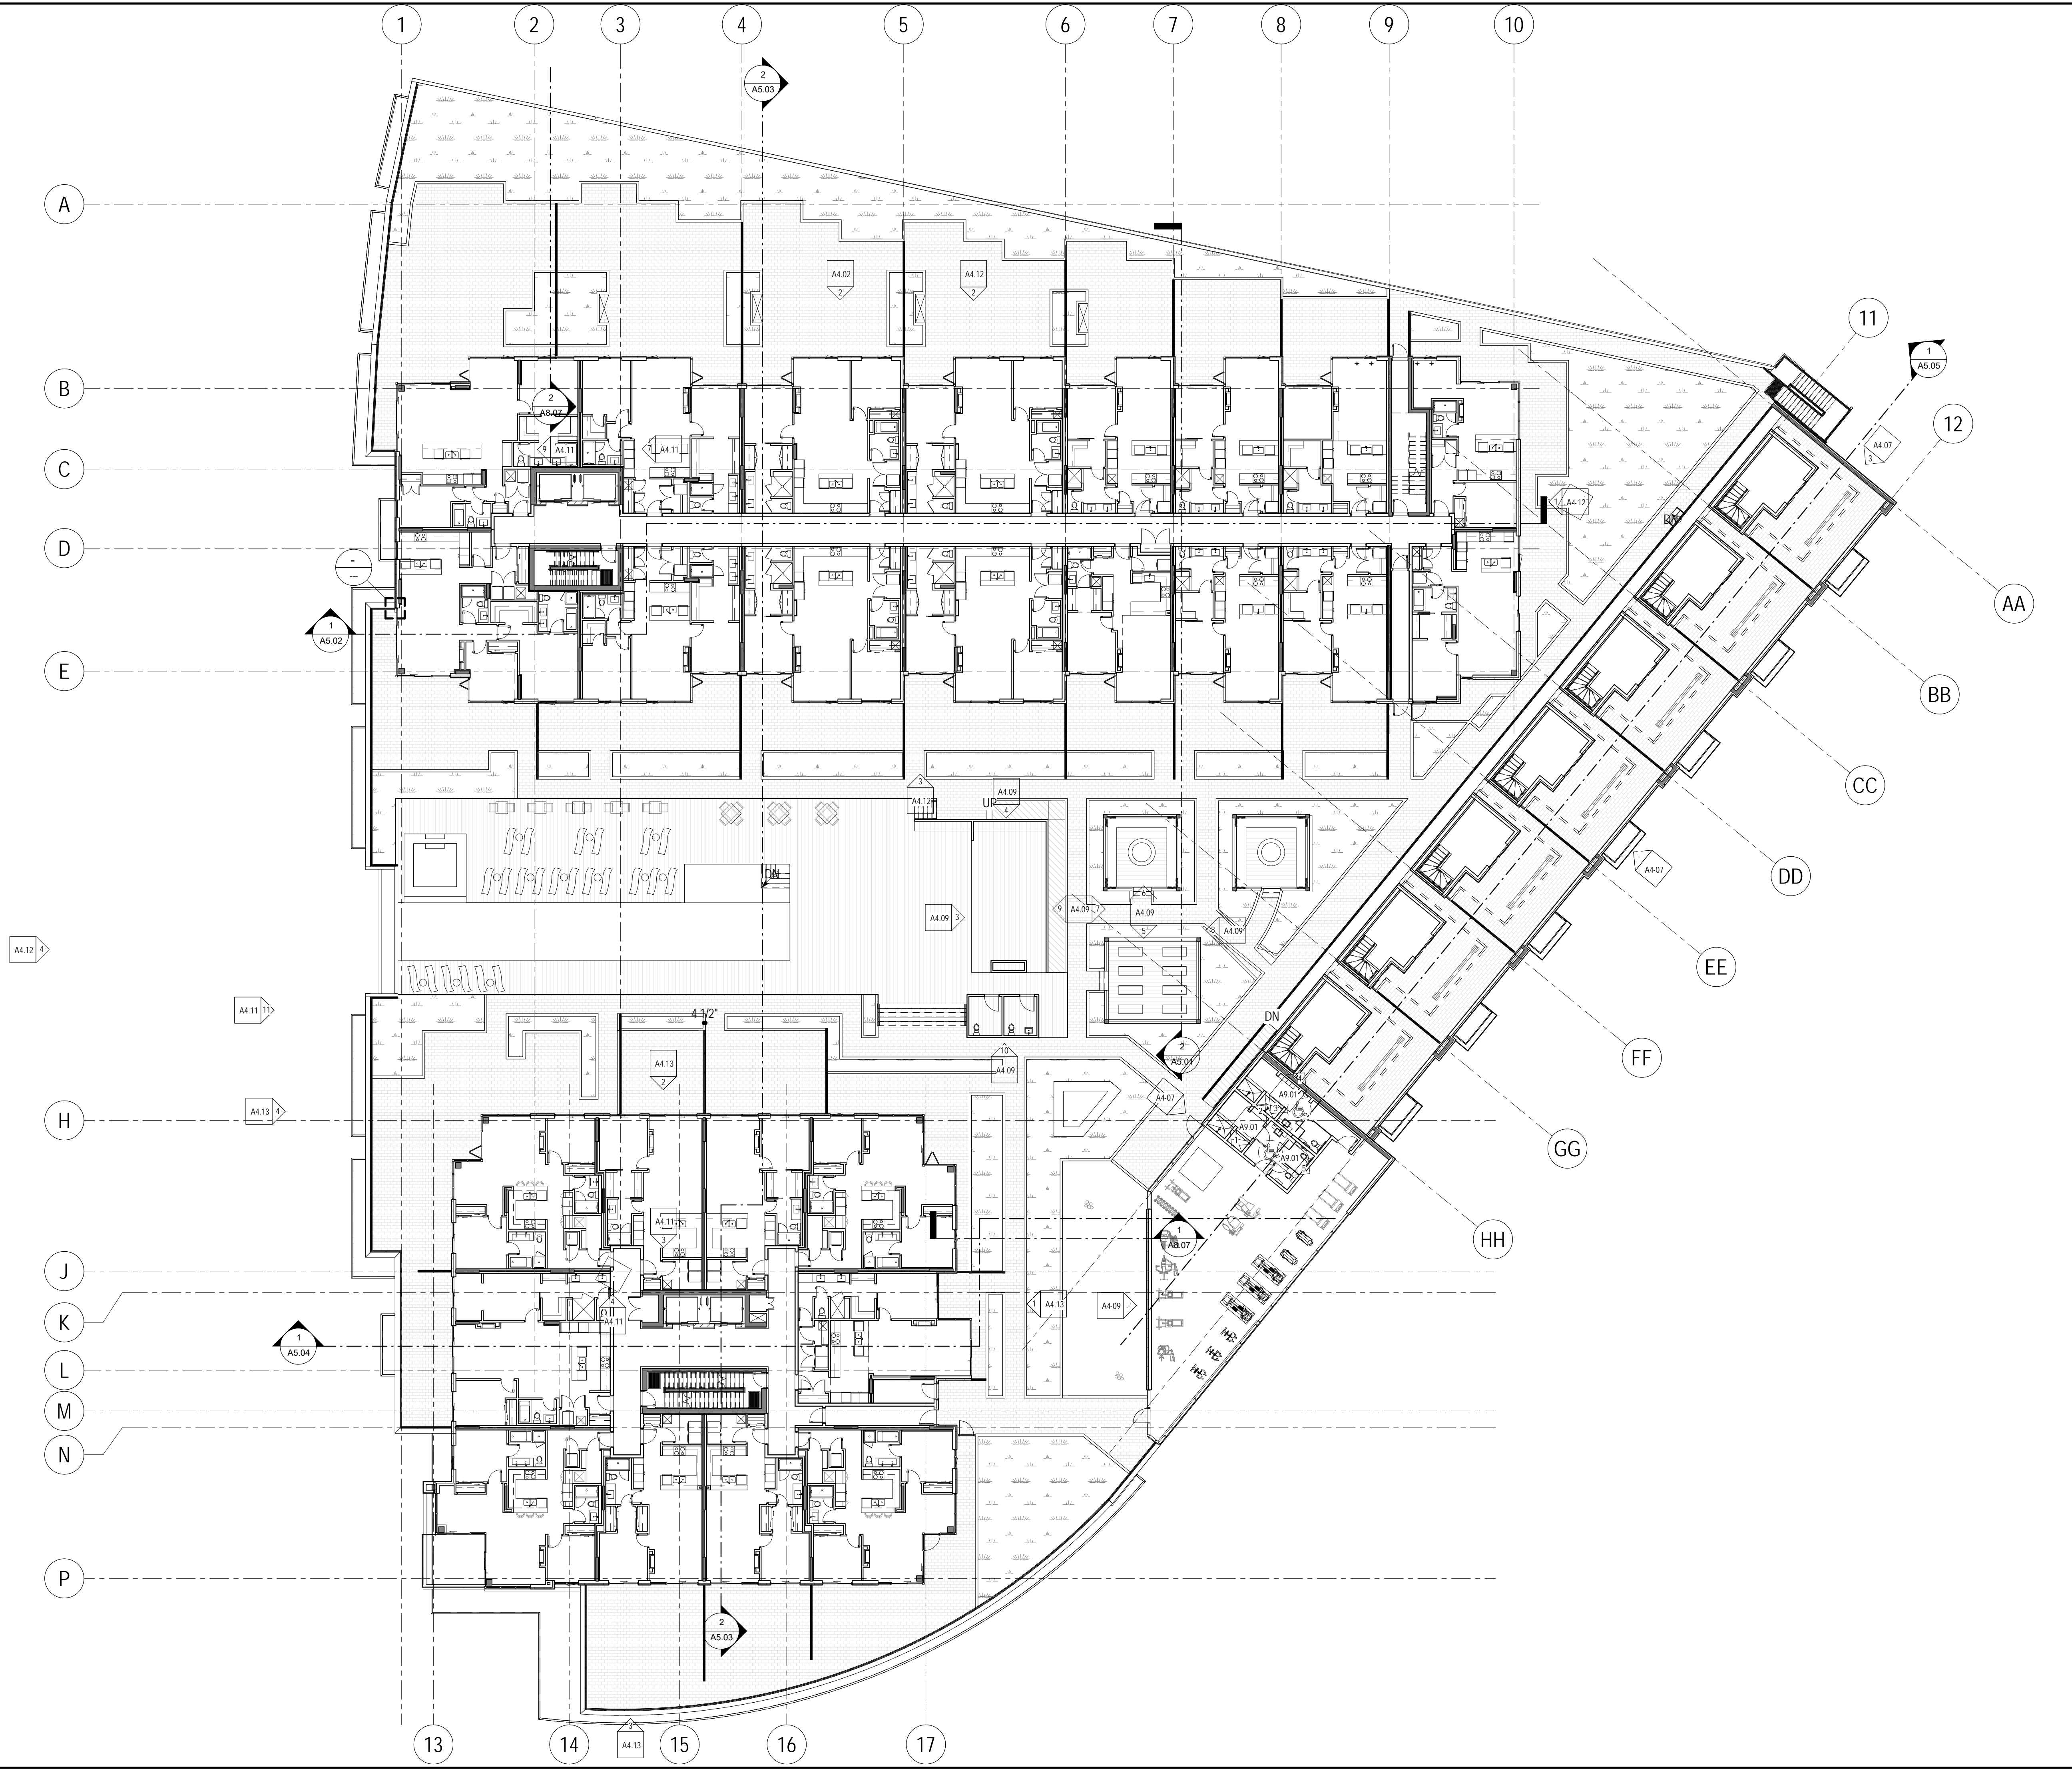 1
2
3
4
5
6
7
8
9
10
2
A5.03
A
11
1
A5.05
A4.02
2
A4.12
2
B
2
A8.07
12
A4.07
3
C
9
A4.11
A4.11
1
A4.12
D
-
---
DN
AA
1
A5.02
E
BB
CC
3
A4.12
UP
A4.09
4
DN
DD
A4-07
6
A4.09
5
9
A4.09
7
A4.09
3
8
A4.09
A4.12
4
EE
A4.11
11
4 1/2"
DN
FF
2
A5.01
10
A4.09
A4.13
2
A4-07
A9.01
3
A4.13
4
H
A9.01
1
A9.01
GG
A4.11
3
1
A8.07
HH
J
4
A4.11
1
A4.13
A4-09
K
1
A5.04
L
M
N
P
2
A5.03
3
A4.13
13
14
15
16
17